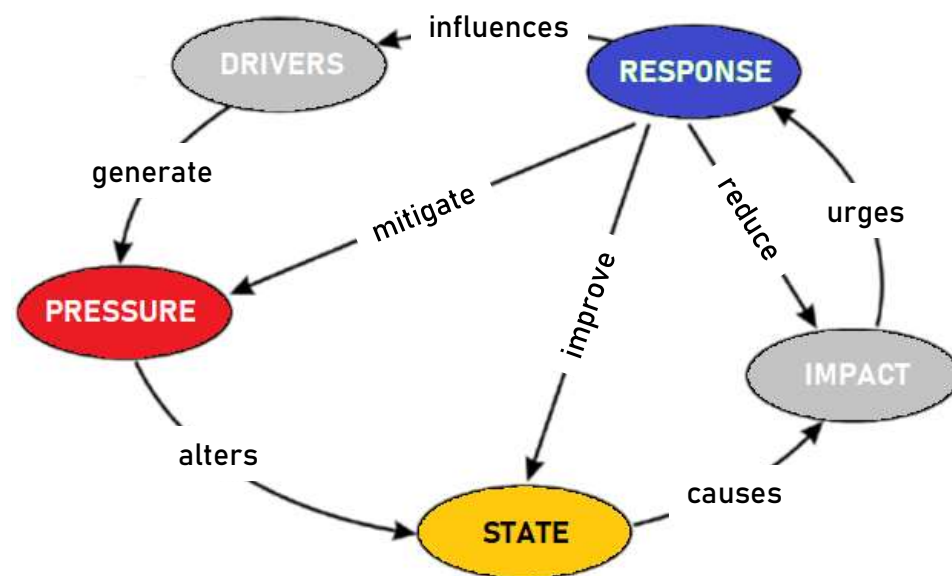 influences
DRIVERS
RESPONSE
generate
mitigate
reduce
urges
improve
PRESSURE
IMPACT
alters
causes
STATE